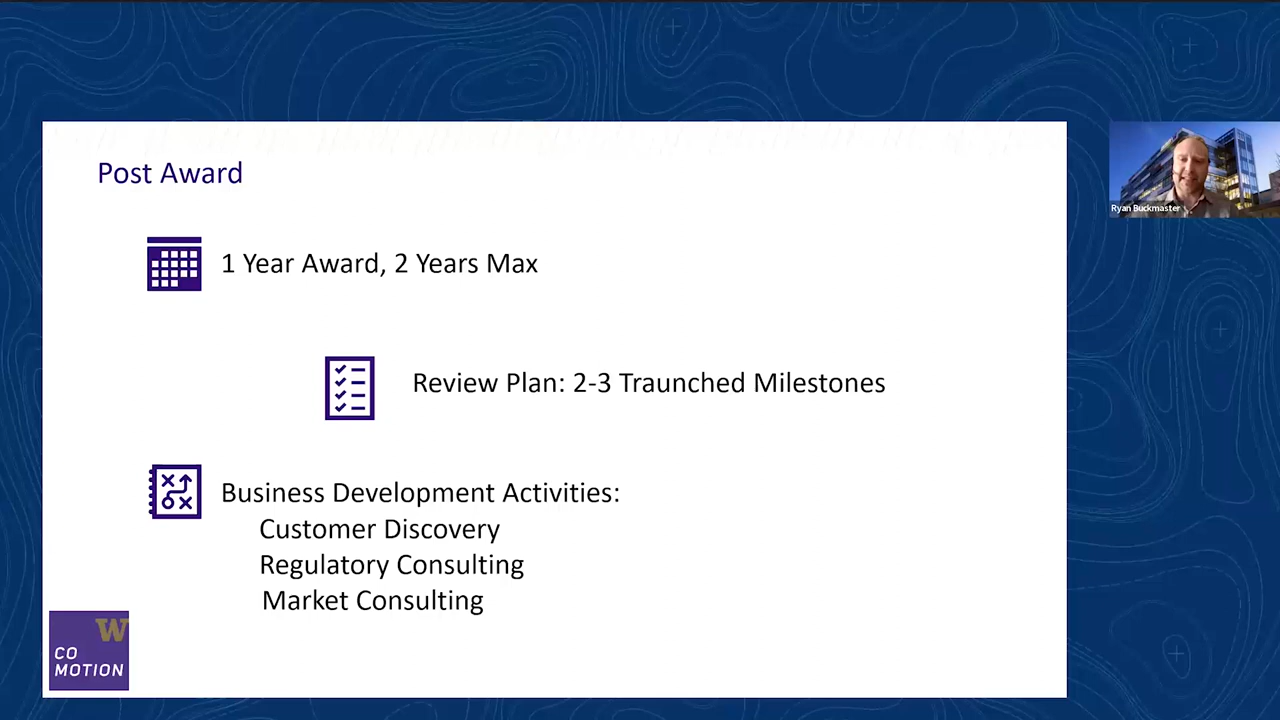 Post Award
1 Year Award, 2 Years Max
Review Plan: 2-3 Traunched Milestones
Business Development Activities:
Customer Discovery
Regulatory Consulting
Market Consulting
W
CO
MOTION
Ryan Buckmaster